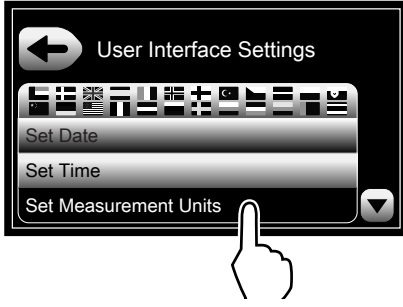 User Interface Settings
Set Date
Set Time
Set Measurement Units